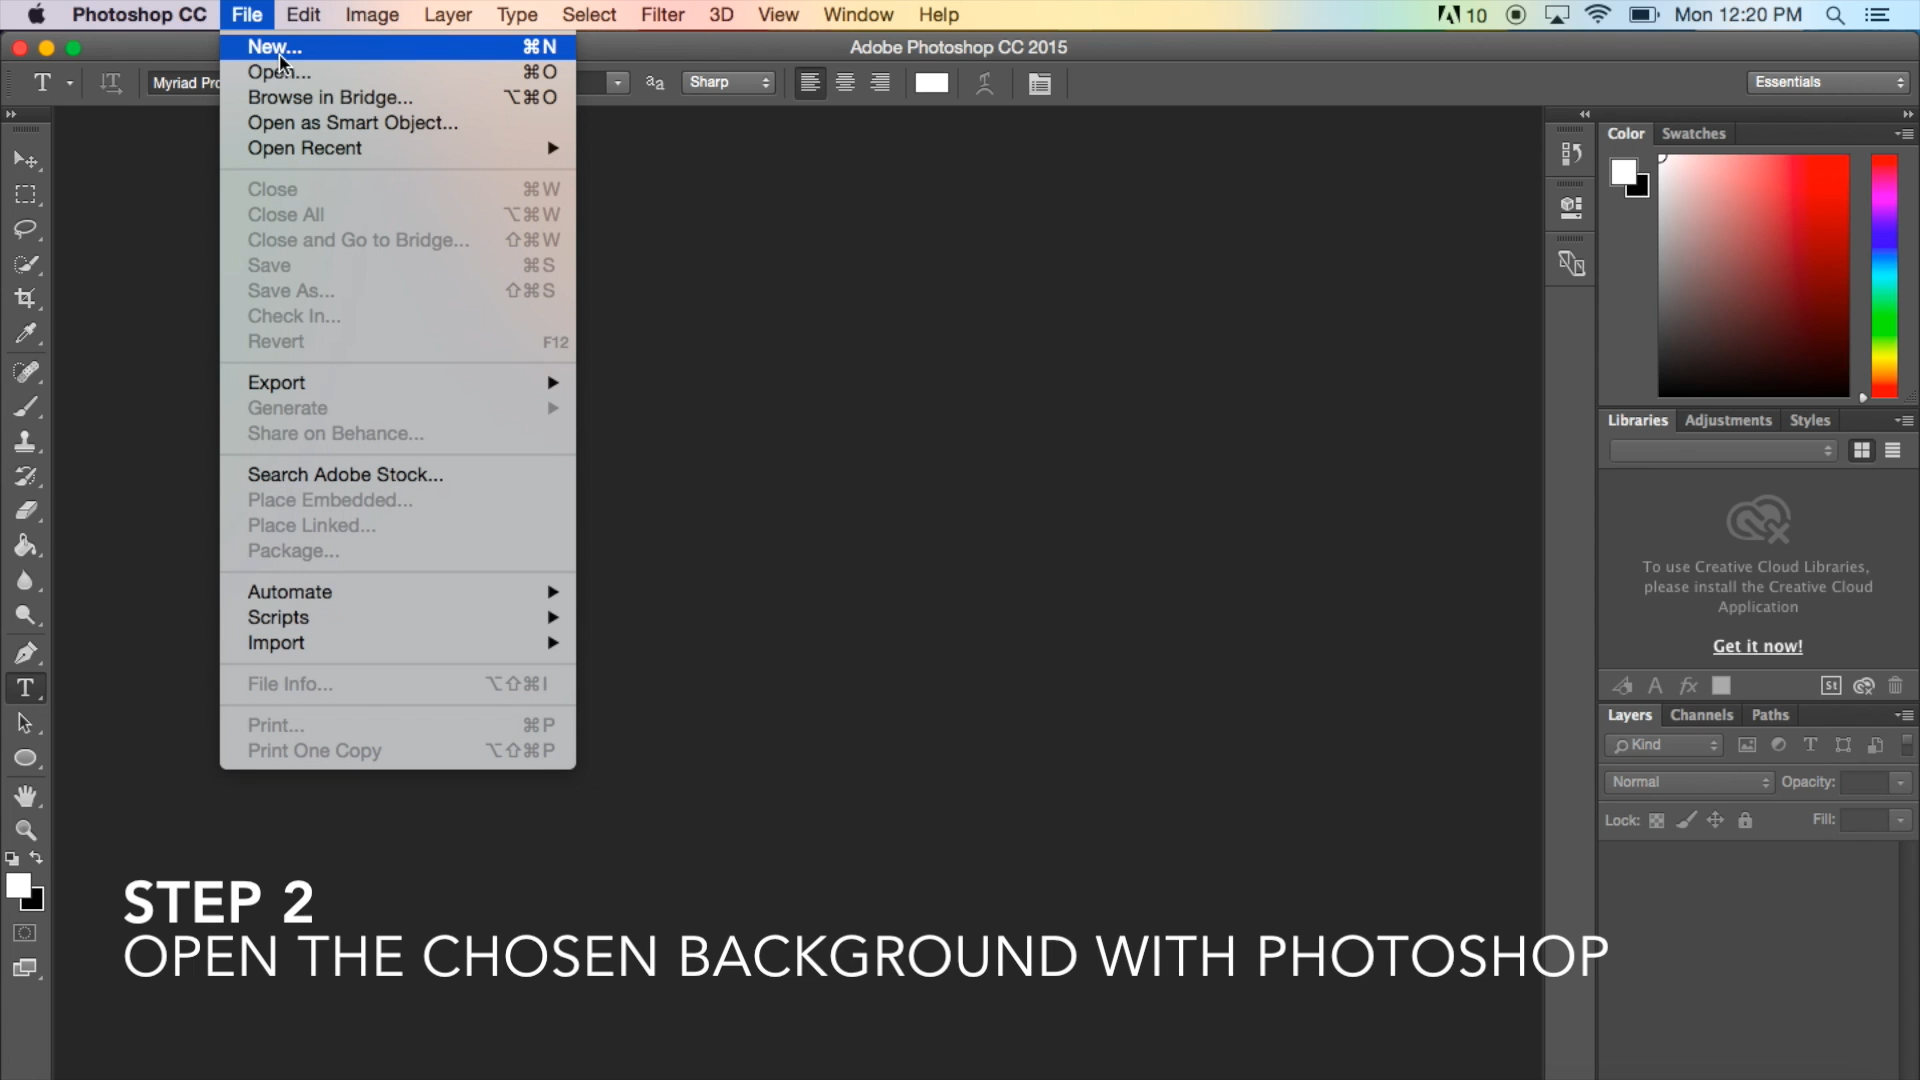 Photoshop CC File Edit Image Layer Type Select Filter 3D View Window Help 10 Mon 12:20 PM
Adobe Photoshop CC 2015
T Myriad Pro Sharp Essentials
New... ⌘N
Open... ⌘O
Browse in Bridge... ⌥⌘O
Open as Smart Object...
Open Recent
Close ⌘W
Close All ⌥⌘W
Close and Go to Bridge... ⇧⌘W
Save ⌘S
Save As... ⇧⌘S
Check In...
Revert F12
Export
Generate
Share on Behance...
Search Adobe Stock...
Place Embedded...
Place Linked...
Package...
Automate
Scripts
Import
File Info... ⌥⇧⌘I
Print... ⌘P
Print One Copy ⌥⇧⌘P
Color Swatches
Libraries Adjustments Styles
To use Creative Cloud Libraries,
please install the Creative Cloud
Application
Get it now!
A fx St
Layers Channels Paths
Kind T
Normal Opacity:
Lock: Fill:
STEP 2
OPEN THE CHOSEN BACKGROUND WITH PHOTOSHOP